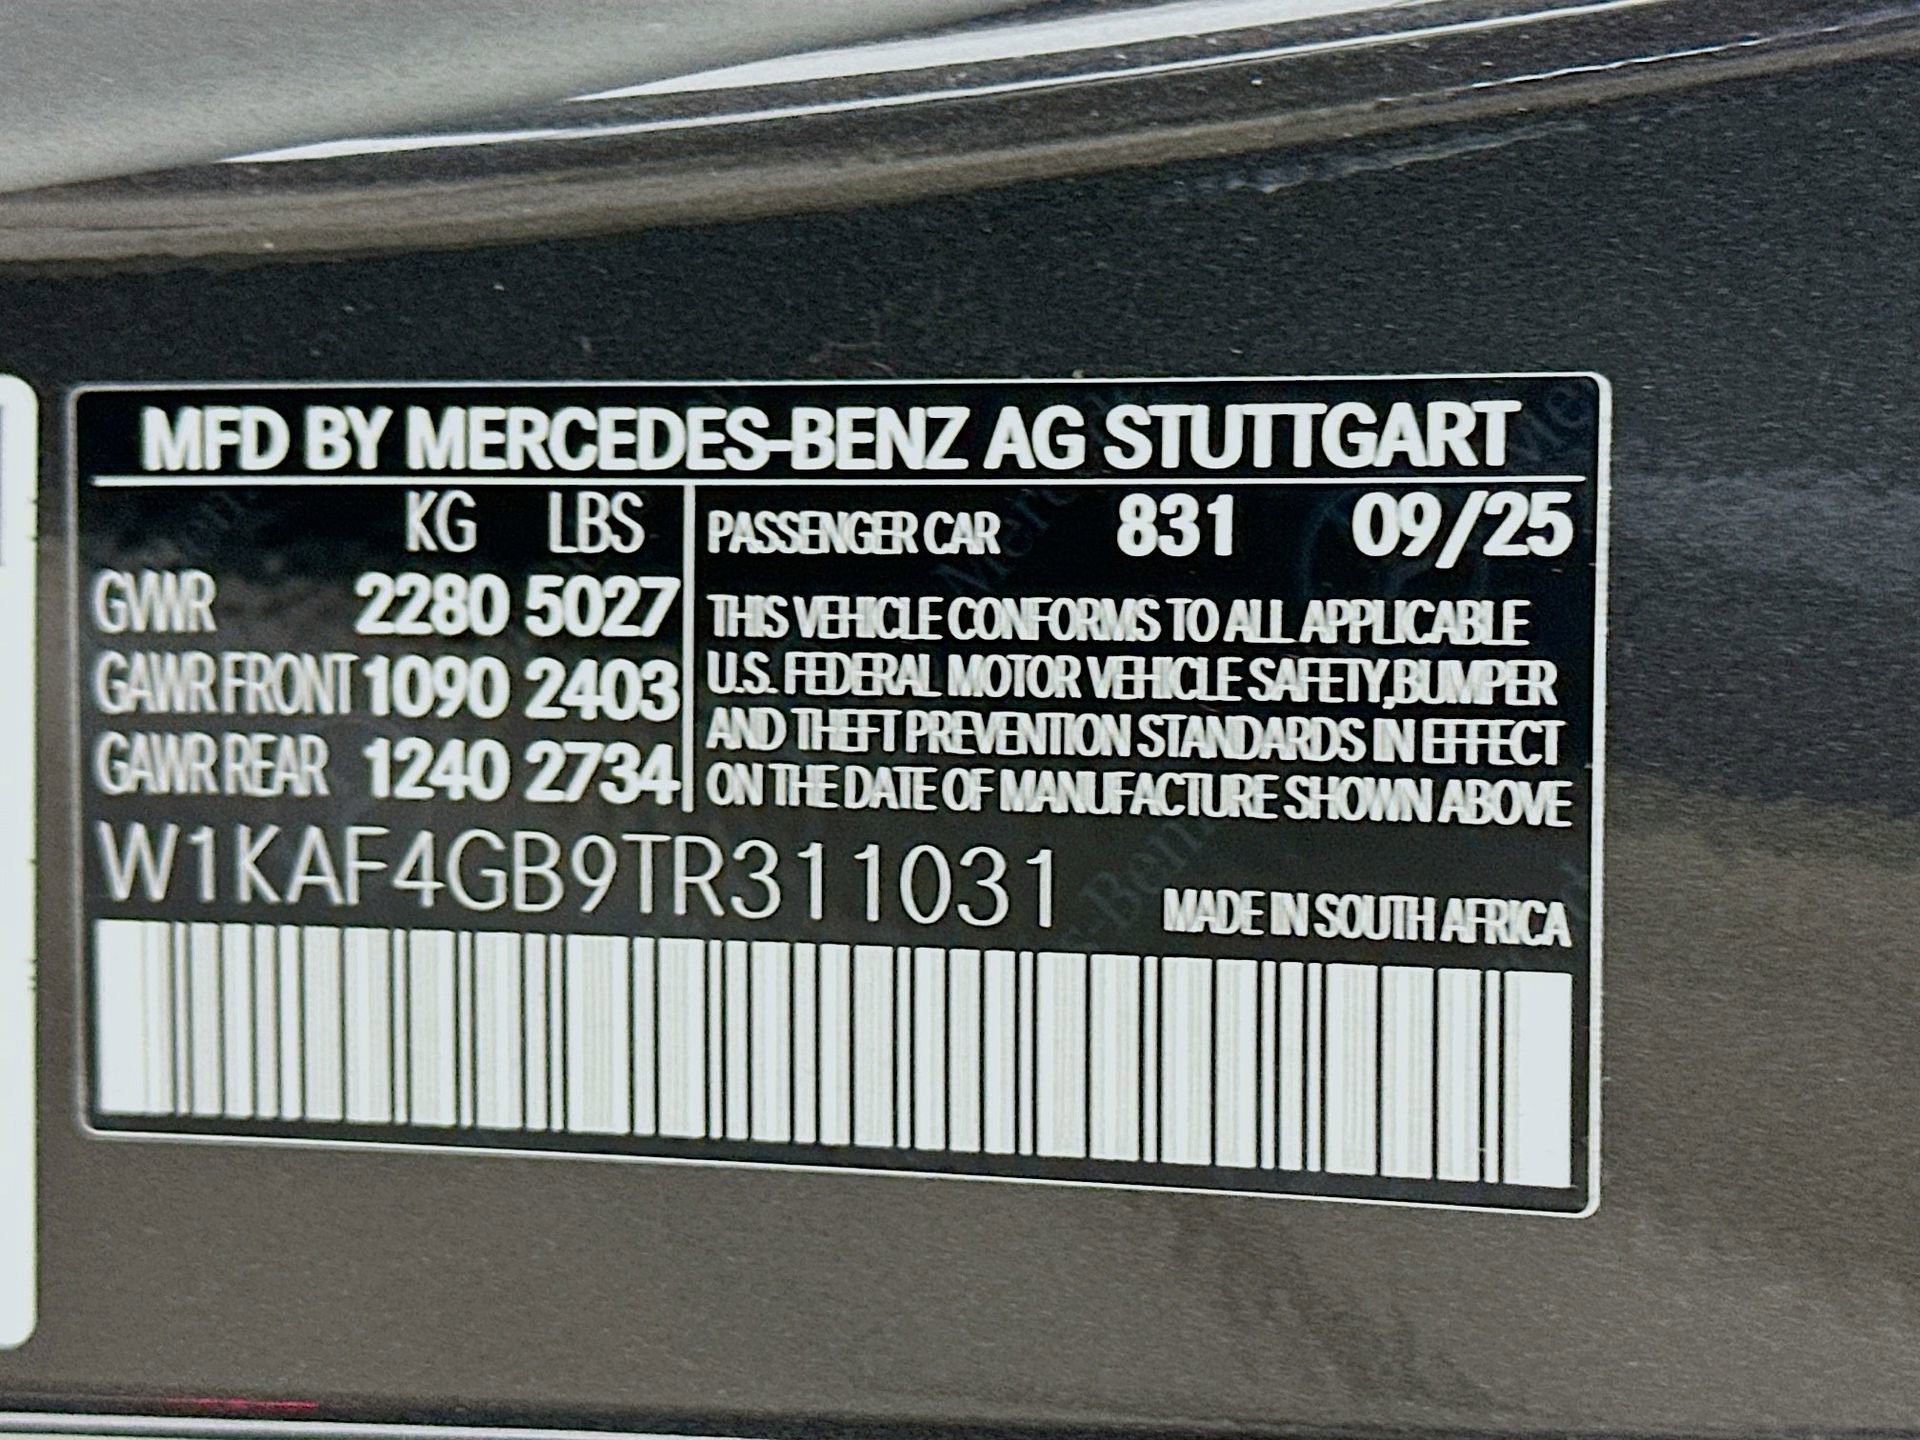 MFD BY MERCEDES-BENZ AG STUTTGART
KG LBS
GVWR 2280 5027
GAWR FRONT 1090 2403
GAWR REAR 1240 2734
PASSENGER CAR 831 09/25
THIS VEHICLE CONFORMS TO ALL APPLICABLE
U.S. FEDERAL MOTOR VEHICLE SAFETY,BUMPER
AND THEFT PREVENTION STANDARDS IN EFFECT
ON THE DATE OF MANUFACTURE SHOWN ABOVE
W1KAF4GB9TR311031
MADE IN SOUTH AFRICA